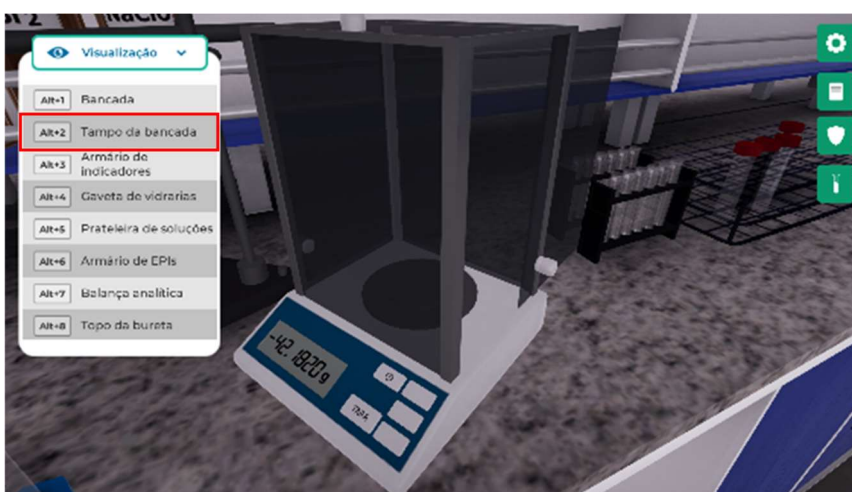 NaClO
Visualização
Alt+1 Bancada
Alt+2 Tampo da bancada
Alt+3 Armário de
indicadores
Alt+4 Gaveta de vidrarias
Alt+5 Prateleira de soluções
Alt+6 Armário de EPIs
Alt+7 Balança analítica
Alt+8 Topo da bureta
-42.1820g
TARA